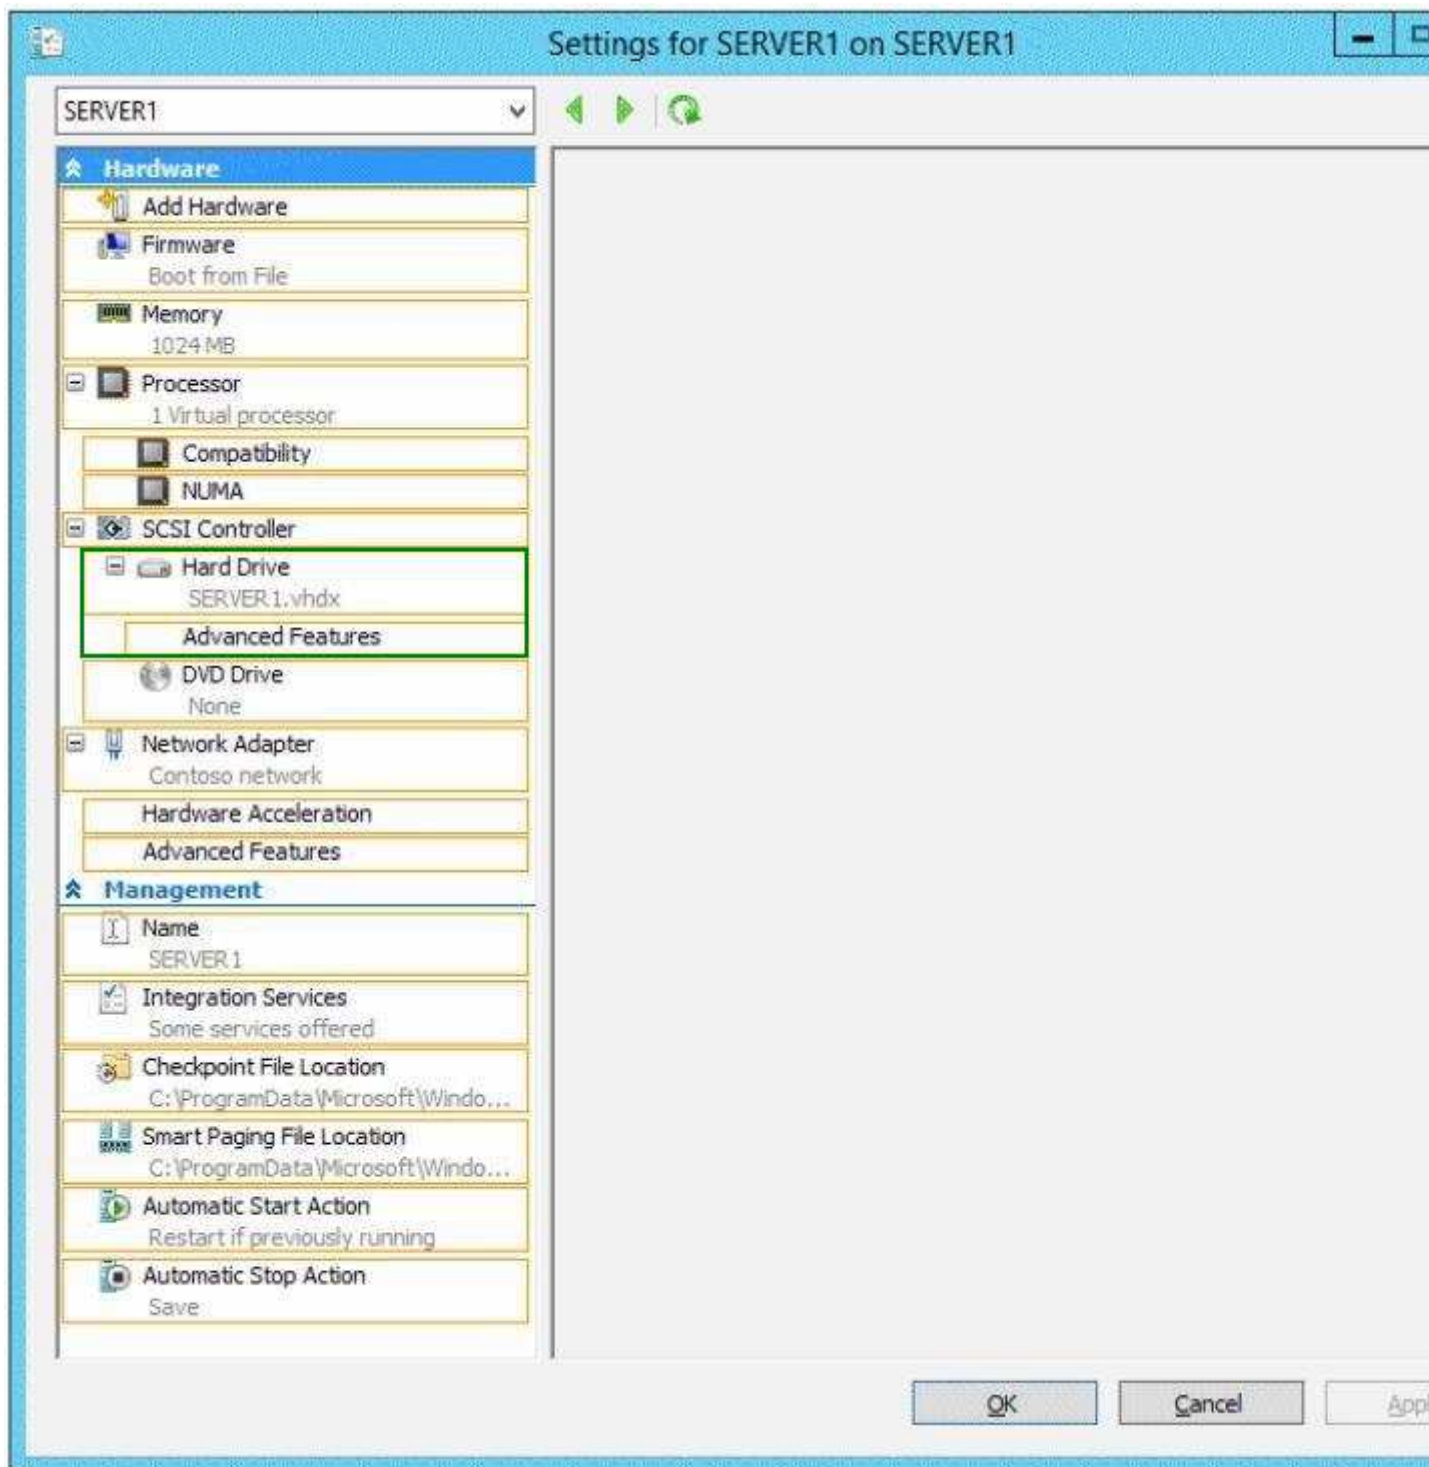 Settings for SERVER1 on SERVER1
SERVER1
Hardware
Add Hardware
Firmware
Boot from File
Memory
1024 MB
Processor
1 Virtual processor
Compatibility
NUMA
SCSI Controller
Hard Drive
SERVER1.vhdx
Advanced Features
DVD Drive
None
Network Adapter
Contoso network
Hardware Acceleration
Advanced Features
Management
Name
SERVER1
Integration Services
Some services offered
Checkpoint File Location
C:\ProgramData\Microsoft\Windo...
Smart Paging File Location
C:\ProgramData\Microsoft\Windo...
Automatic Start Action
Restart if previously running
Automatic Stop Action
Save
OK Cancel